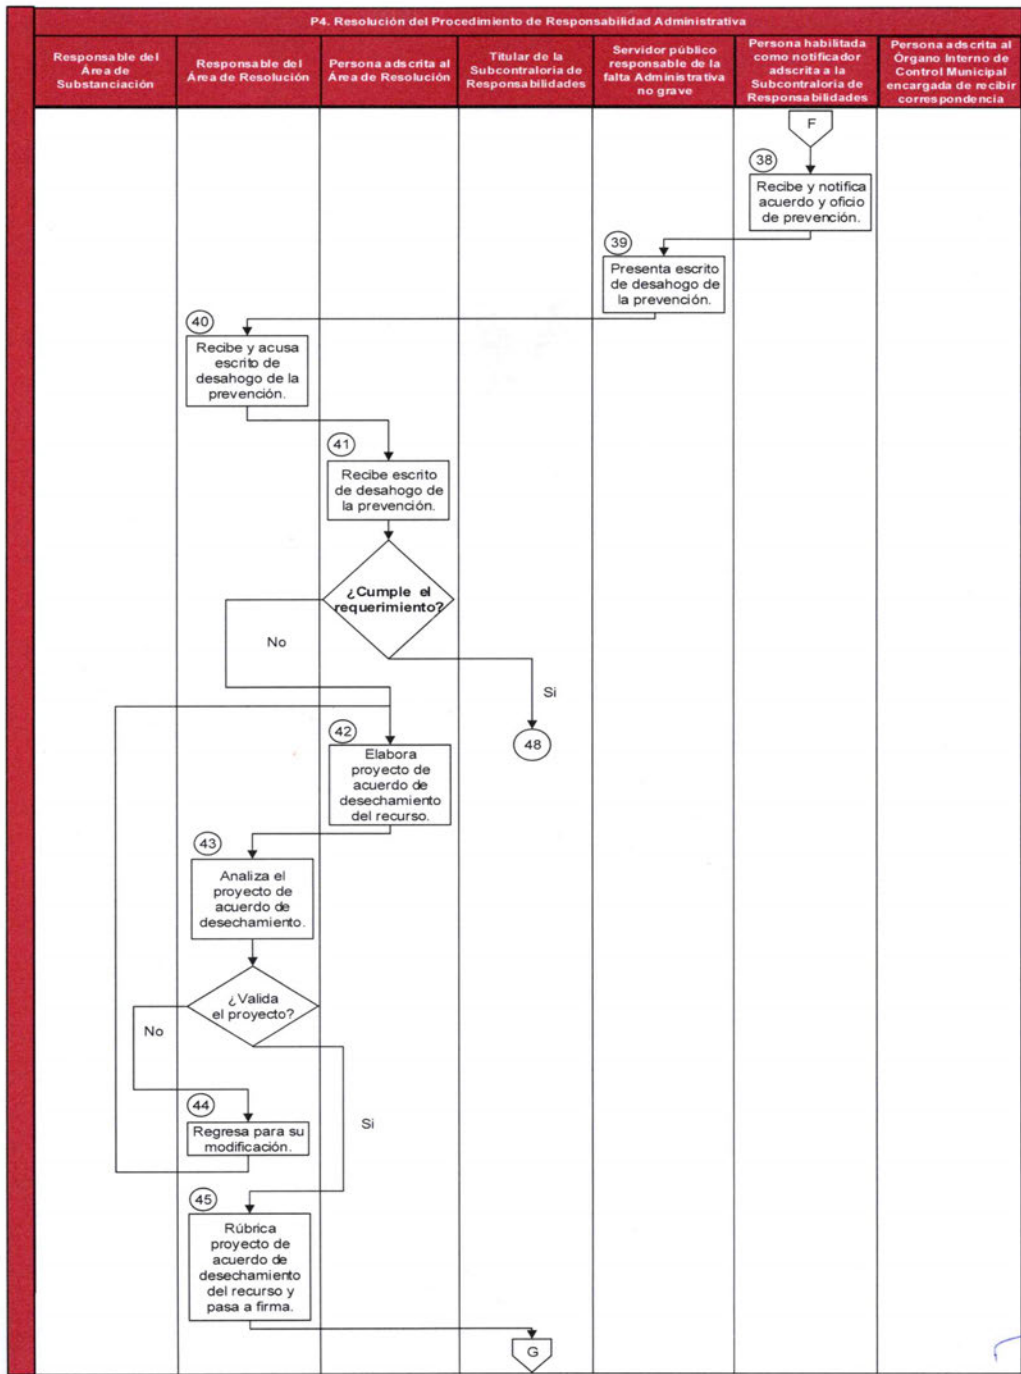 P4. Resolución del Procedimiento de Responsabilidad Administrativa
Responsable del
Área de
Substanciación
Responsable del
Área de Resolución
Persona adscrita al
Área de Resolución
Titular de la
Subcontraloría de
Responsabilidades
Servidor público
responsable de la
falta Administrativa
no grave
Persona habilitada
como notificador
adscrita a la
Subcontraloría de
Responsabilidades
Persona adscrita al
Órgano Interno de
Control Municipal
encargada de recibir
correspondencia
F
38
Recibe y notifica
acuerdo y oficio
de prevención.
39
Presenta escrito
de desahogo de
la prevención.
40
Recibe y acusa
escrito de
desahogo de la
prevención.
41
Recibe escrito
de desahogo de
la prevención.
¿Cumple el
requerimiento?
No
Si
48
42
Elabora
proyecto de
acuerdo de
desechamiento
del recurso.
43
Analiza el
proyecto de
acuerdo de
desechamiento.
¿Valida
el proyecto?
No
Si
44
Regresa para su
modificación.
45
Rúbrica
proyecto de
acuerdo de
desechamiento
del recurso y
pasa a firma.
G